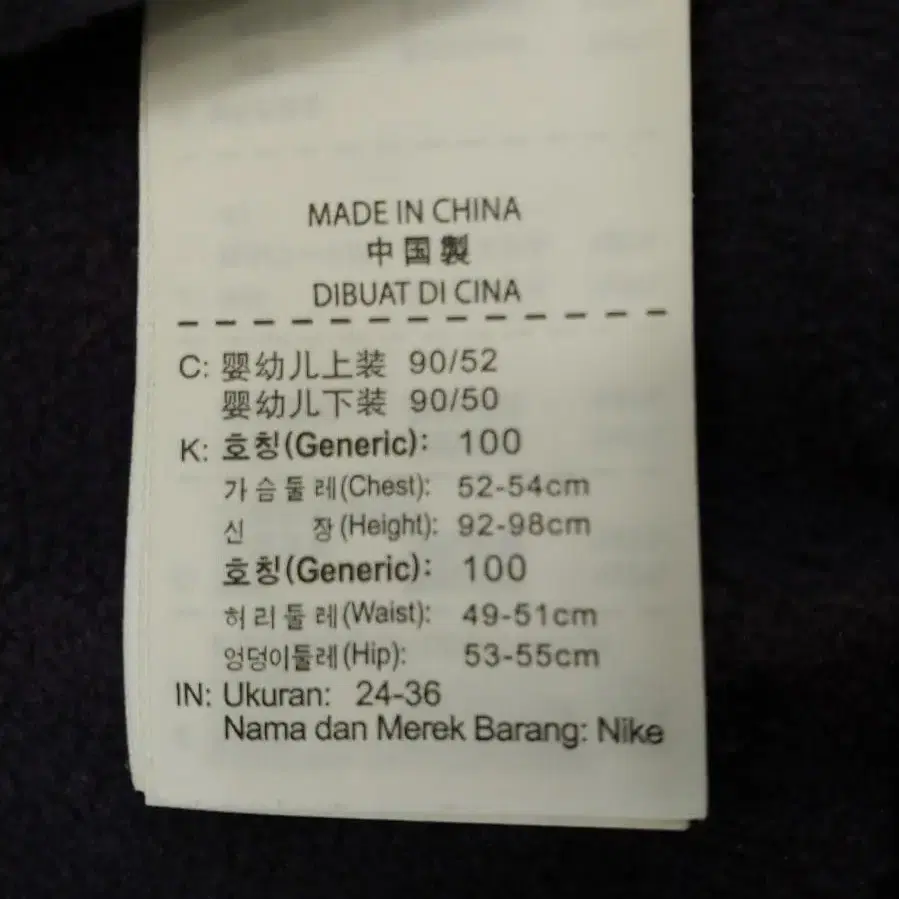 MADE IN CHINA
中国製
DIBUAT DI CINA
C: 婴幼儿上装 90/52
婴幼儿下装 90/50
K: 호칭(Generic): 100
가슴둘레(Chest): 52-54cm
신 장(Height): 92-98cm
호칭(Generic): 100
허리둘레(Waist): 49-51cm
엉덩이둘레(Hip): 53-55cm
IN: Ukuran: 24-36
Nama dan Merek Barang: Nike